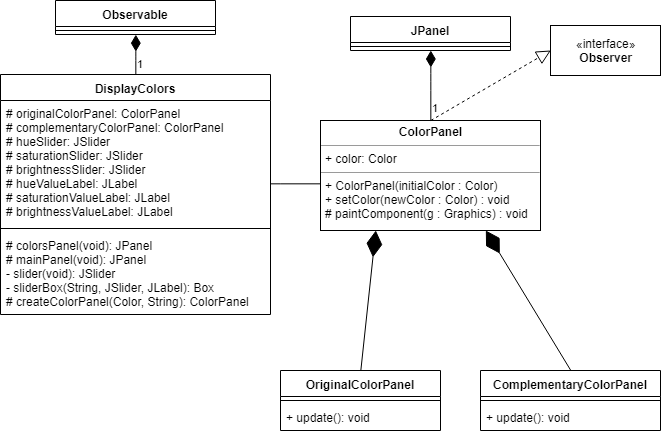 Observable
1
DisplayColors
# originalColorPanel: ColorPanel
# complementaryColorPanel: ColorPanel
# hueSlider: JSlider
# saturationSlider: JSlider
# brightnessSlider: JSlider
# hueValueLabel: JLabel
# saturationValueLabel: JLabel
# brightnessValueLabel: JLabel
# colorsPanel(void): JPanel
# mainPanel(void): JPanel
- slider(void): JSlider
- sliderBox(String, JSlider, JLabel): Box
# createColorPanel(Color, String): ColorPanel
JPanel
1
«interface»
Observer
ColorPanel
+ color: Color
+ ColorPanel(initialColor : Color)
+ setColor(newColor : Color) : void
# paintComponent(g : Graphics) : void
OriginalColorPanel
+ update(): void
ComplementaryColorPanel
+ update(): void